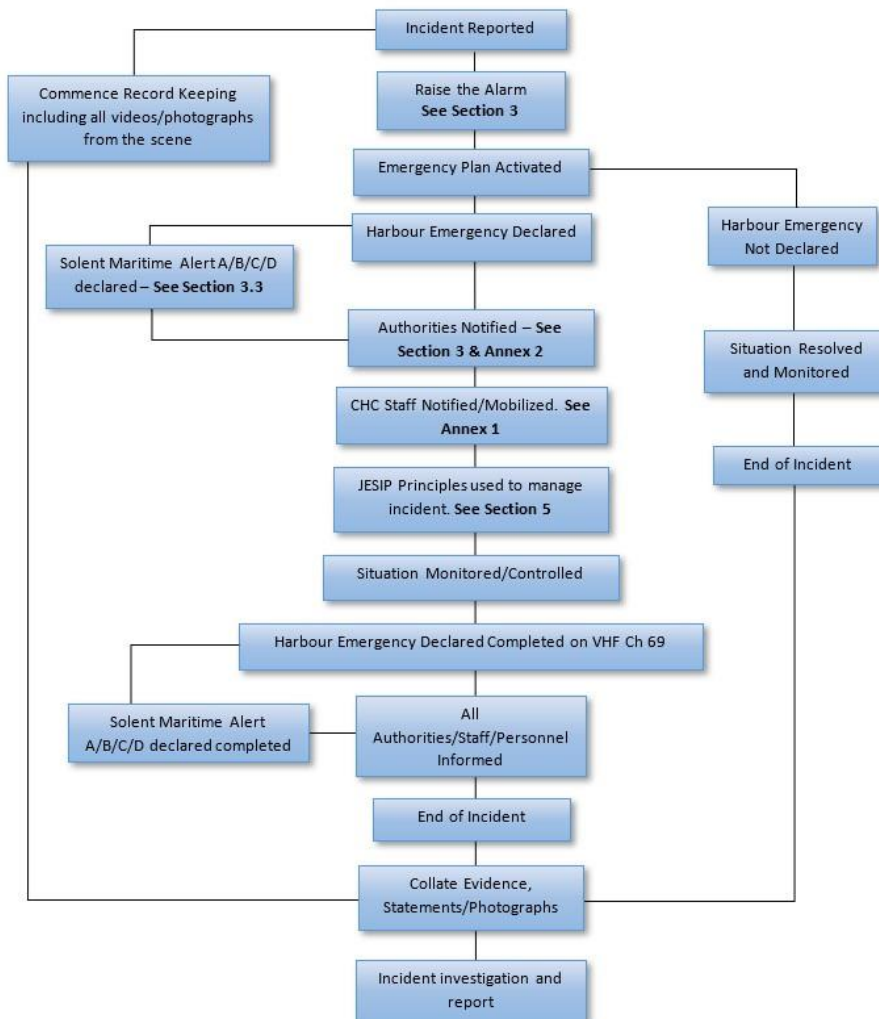 Incident Reported
Commence Record Keeping
including all videos/photographs
from the scene
Raise the Alarm
See Section 3
Emergency Plan Activated
Harbour Emergency Declared
Harbour Emergency
Not Declared
Solent Maritime Alert A/B/C/D
declared – See Section 3.3
Authorities Notified – See
Section 3 & Annex 2
Situation Resolved
and Monitored
CHC Staff Notified/Mobilized. See
Annex 1
End of Incident
JESIP Principles used to manage
incident. See Section 5
Situation Monitored/Controlled
Harbour Emergency Declared Completed on VHF Ch 69
Solent Maritime Alert
A/B/C/D declared completed
All
Authorities/Staff/Personnel
Informed
End of Incident
Collate Evidence,
Statements/Photographs
Incident investigation and
report